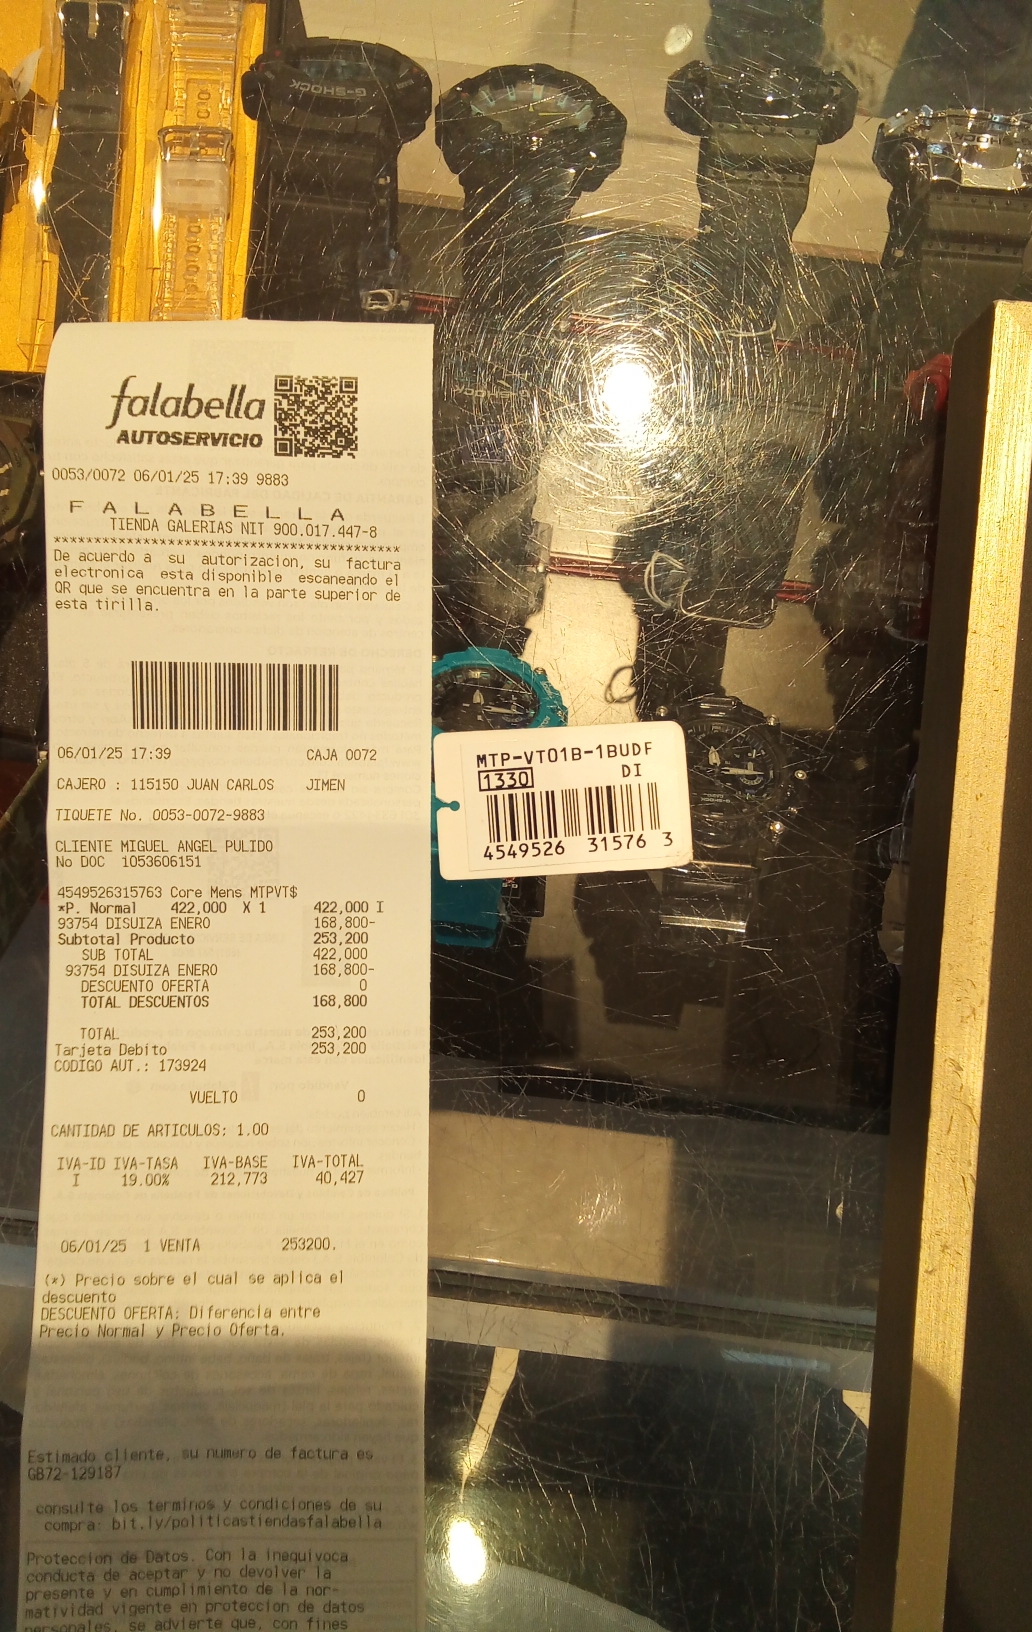 G-SHOCK
falabella
AUTOSERVICIO
0053/0072 06/01/25 17:39 9883
F A L A B E L L A
TIENDA GALERIAS NIT 900.017.447-8
********************************************
De acuerdo a su autorizacion, su factura
electronica esta disponible escaneando el
QR que se encuentra en la parte superior de
esta tirilla.
06/01/25 17:39 CAJA 0072
CAJERO : 115150 JUAN CARLOS JIMEN
TIQUETE No. 0053-0072-9883
CLIENTE MIGUEL ANGEL PULIDO
No DOC 1053606151
4549526315763 Core Mens MTPVT$
*P. Normal 422,000 X 1 422,000 I
93754 DISUIZA ENERO 168,800-
Subtotal Producto 253,200
SUB TOTAL 422,000
93754 DISUIZA ENERO 168,800-
DESCUENTO OFERTA 0
TOTAL DESCUENTOS 168,800
TOTAL 253,200
Tarjeta Debito 253,200
CODIGO AUT.: 173924
VUELTO 0
CANTIDAD DE ARTICULOS: 1.00
IVA-ID IVA-TASA IVA-BASE IVA-TOTAL
I 19.00% 212,773 40,427
06/01/25 1 VENTA 253200.
(*) Precio sobre el cual se aplica el
descuento
DESCUENTO OFERTA: Diferencia entre
Precio Normal y Precio Oferta.
Estimado cliente, su numero de factura es
GB72-129187
consulte los terminos y condiciones de su
compra: bit.ly/politicastiendasfalabella
Proteccion de Datos. Con la inequivoca
conducta de aceptar y no devolver la
presente y en cumplimiento de la nor-
matividad vigente en proteccion de datos
personales, se advierte que, con fines
MTP-VT01B-1BUDF
1330 DI
4549526 31576 3